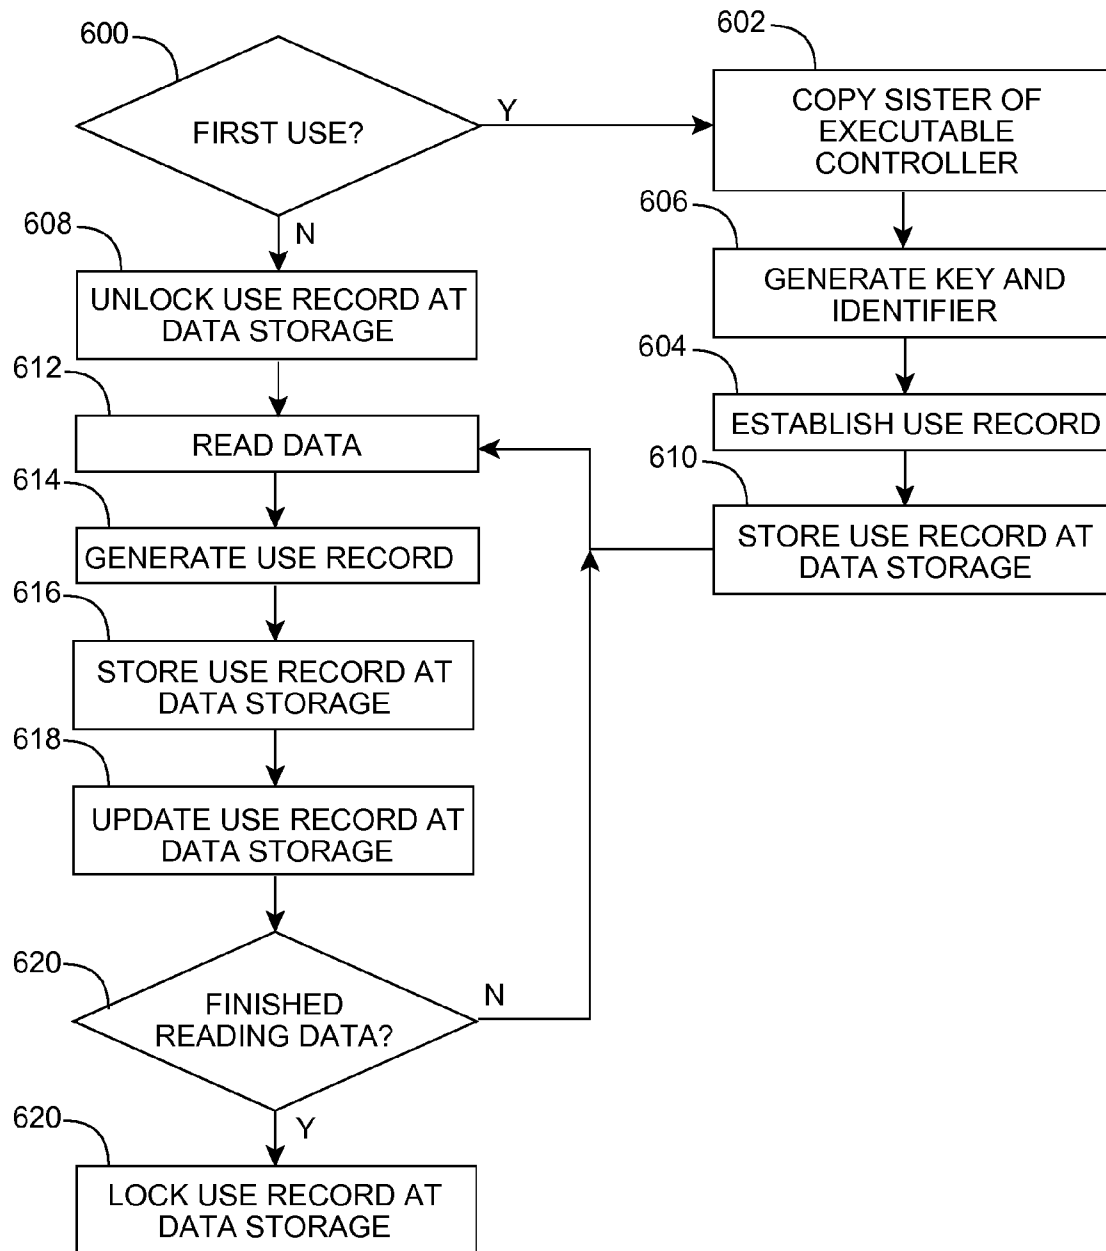 600
FIRST USE?
Y
N
602
COPY SISTER OF
EXECUTABLE
CONTROLLER
606
GENERATE KEY AND
IDENTIFIER
604
ESTABLISH USE RECORD
610
STORE USE RECORD AT
DATA STORAGE
608
UNLOCK USE RECORD AT
DATA STORAGE
612
READ DATA
614
GENERATE USE RECORD
616
STORE USE RECORD AT
DATA STORAGE
618
UPDATE USE RECORD AT
DATA STORAGE
620
FINISHED
READING DATA?
N
Y
620
LOCK USE RECORD AT
DATA STORAGE